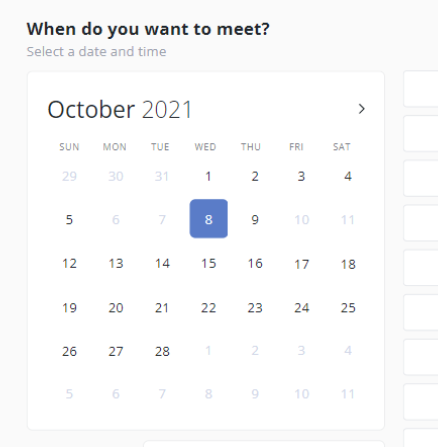 When do you want to meet?
Select a date and time
October 2021
SUN MON TUE WED THU FRI SAT
29 30 31 1 2 3 4
5 6 7 8 9 10 11
12 13 14 15 16 17 18
19 20 21 22 23 24 25
26 27 28 1 2 3 4
5 6 7 8 9 10 11